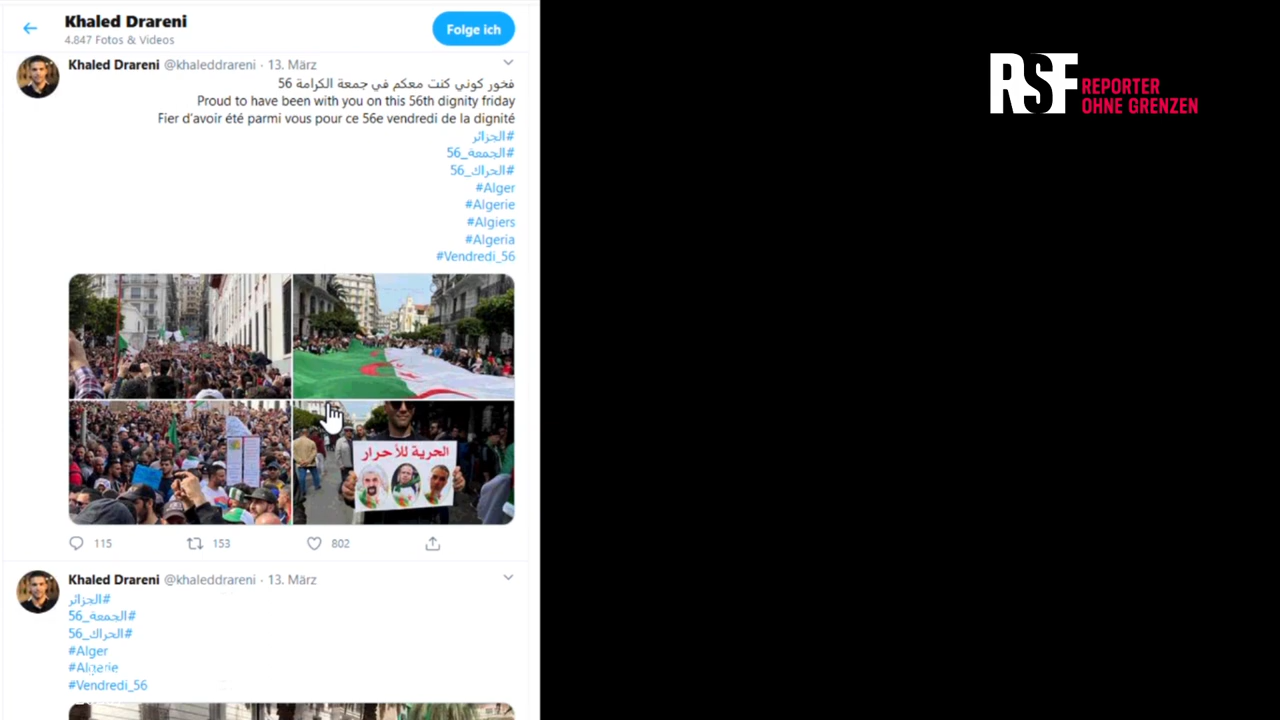 Khaled Drareni
4.847 Fotos & Videos
Folge ich
Khaled Drareni @khaleddrareni · 13. März
فخور كوني كنت معكم في جمعة الكرامة 56
Proud to have been with you on this 56th dignity friday
Fier d'avoir été parmi vous pour ce 56e vendredi de la dignité
#الجزائر
#الجمعة_56
#الحراك_56
#Alger
#Algerie
#Algiers
#Algeria
#Vendredi_56
الحرية للأحرار
115 153 802
Khaled Drareni @khaleddrareni · 13. März
#الجزائر
#الجمعة_56
#الحراك_56
#Alger
#Algerie
#Vendredi_56
RSF REPORTER
OHNE GRENZEN